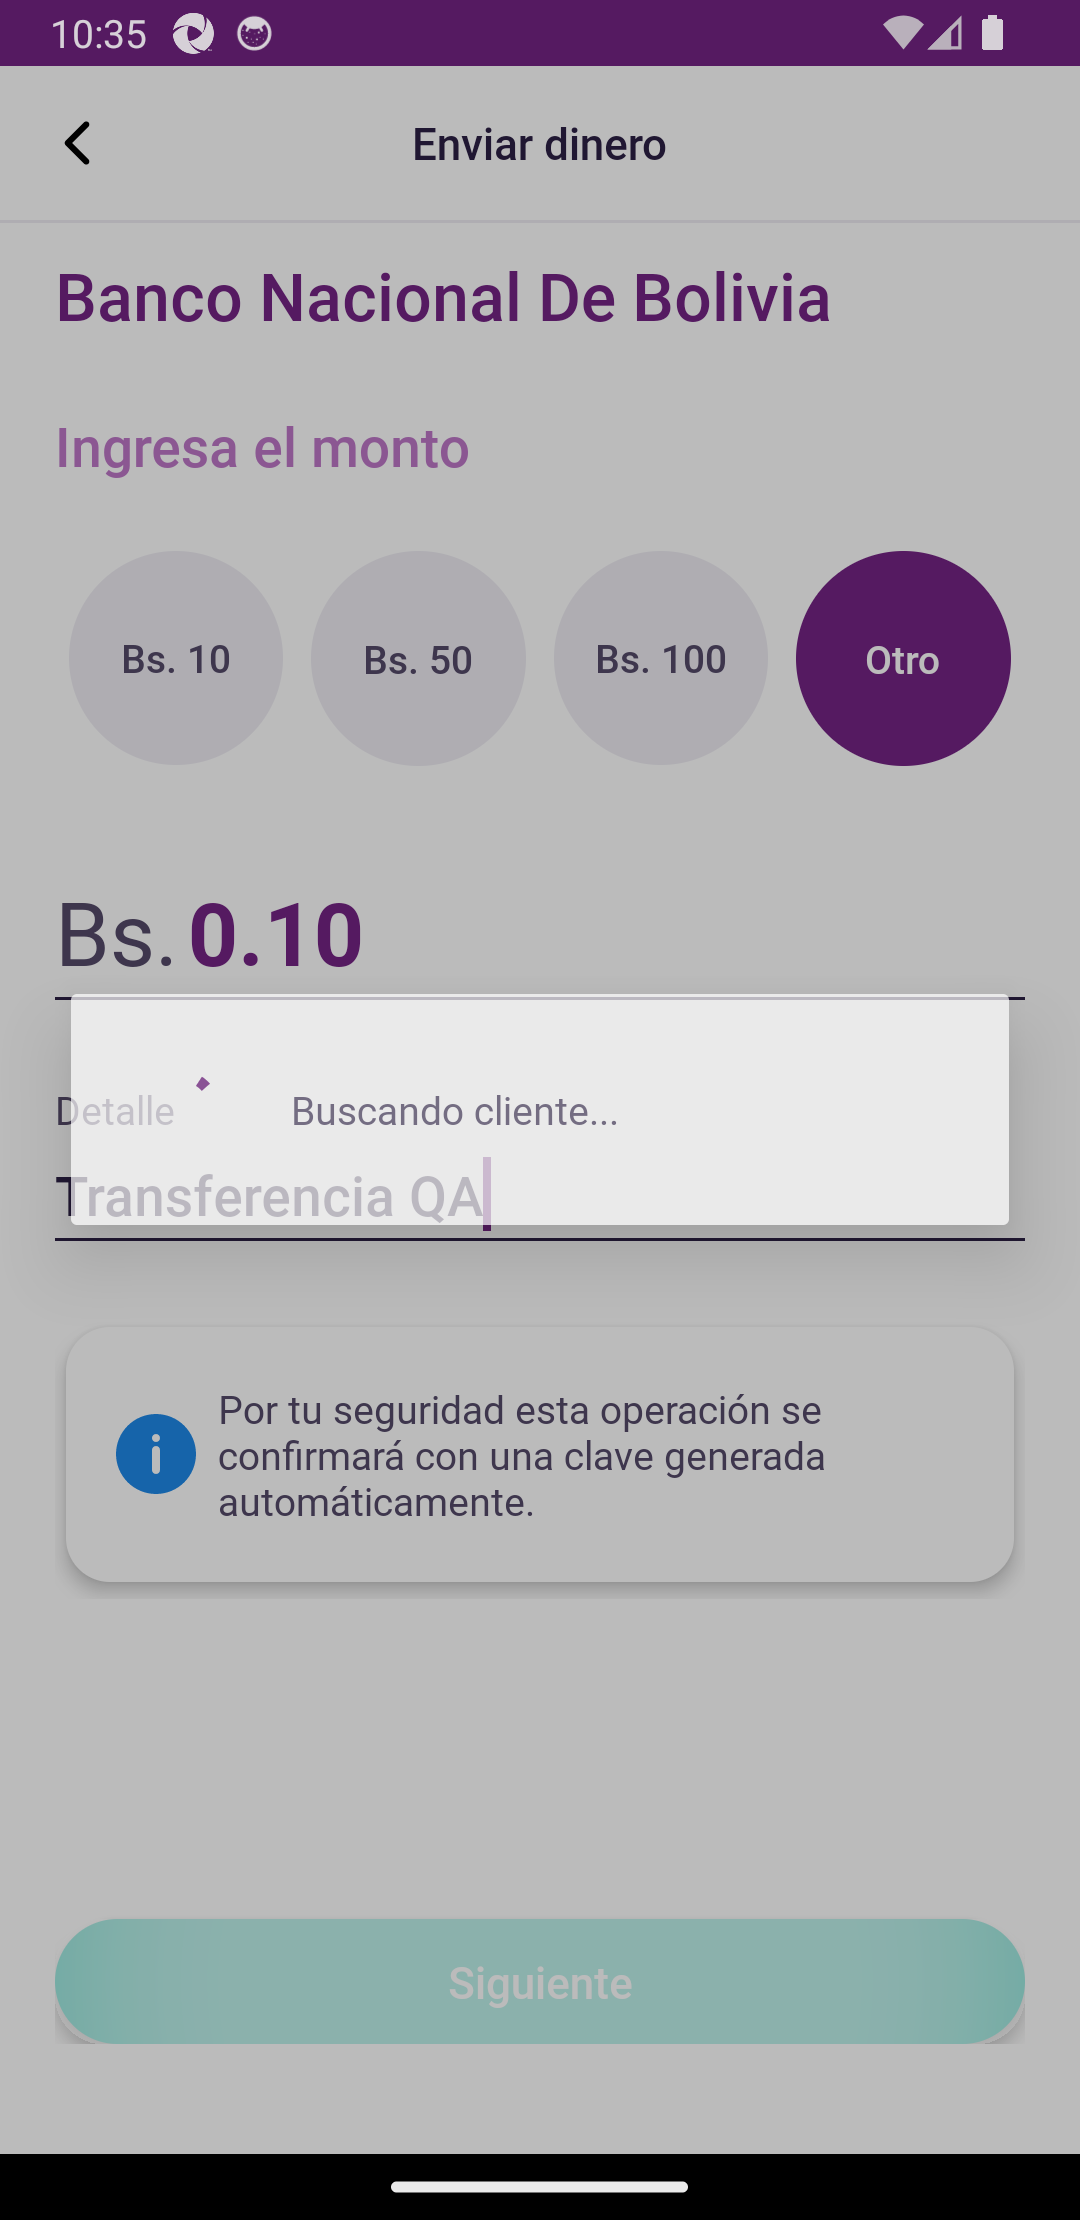 10:35
Enviar dinero
Banco Nacional De Bolivia
Ingresa el monto
Bs. 10
Bs. 50
Bs. 100
Otro
Bs. 0.10
Detalle
Buscando cliente...
Transferencia QA
Por tu seguridad esta operación se
confirmará con una clave generada
automáticamente.
Siguiente